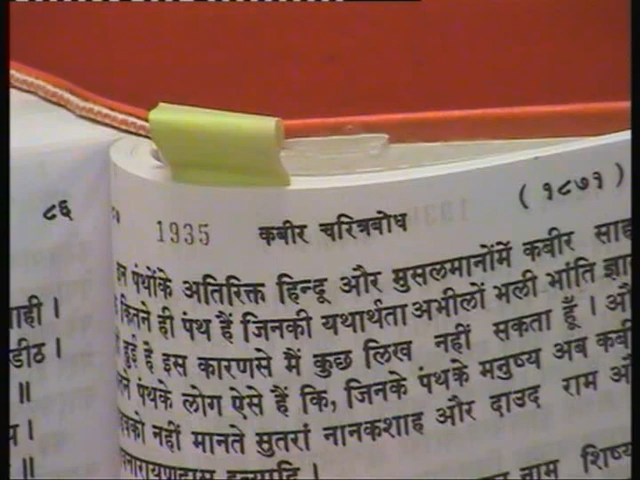 ८६
1935 कबीर चरित्रबोध (१८७१)
पंथोंके अतिरिक्त हिन्दू और मुसलमानोंमें कबीर
कितने ही पंथ हैं जिनकी यथार्थता अभीलों भली भांति
हुई है इस कारणसे मैं कुछ लिख नहीं सकता हूँ ।
पंथके लोग ऐसे हैं कि, जिनके पंथके मनुष्य अब
नहीं मानते सुतरां नानकशाह और दाउद राम
इत्यादि ।
नाम शिष्य